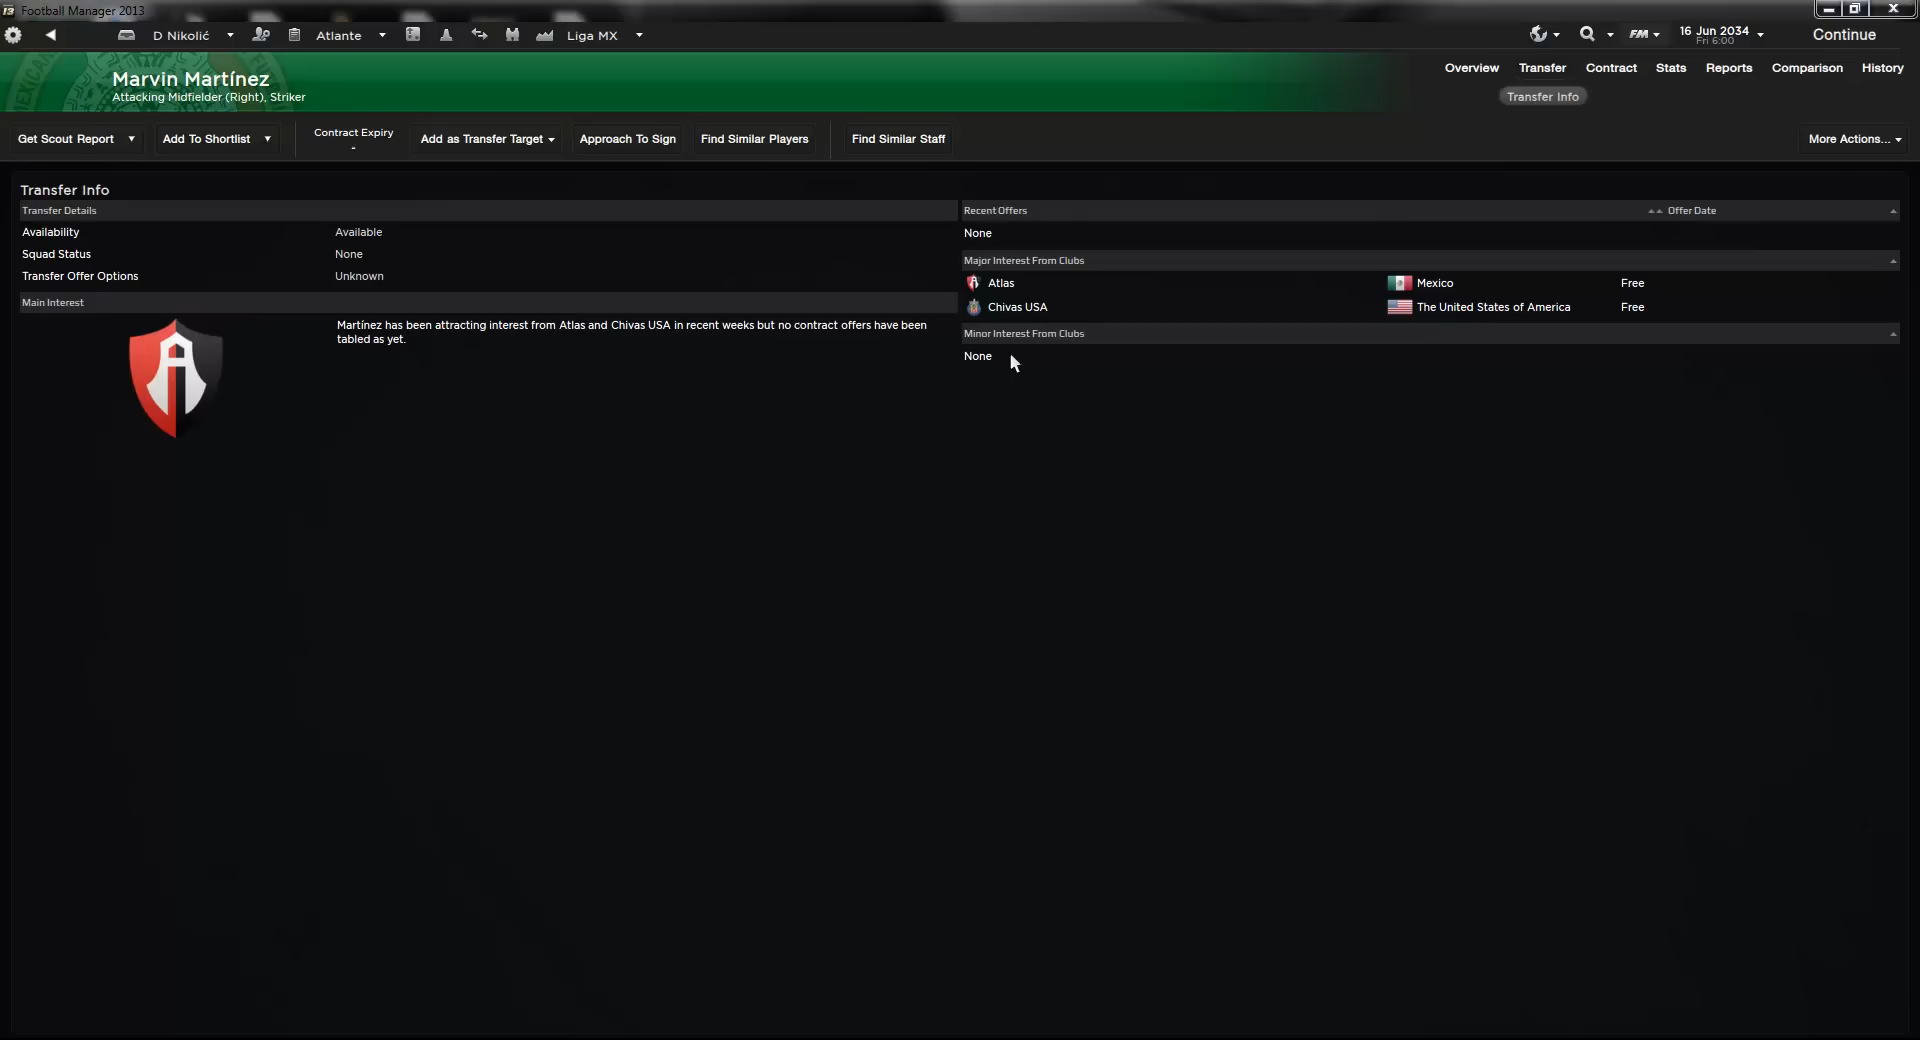 Football Manager 2013
D Nikolić
Atlante
Liga MX
FM
16 Jun 2034
Fri 6:00
Continue
Marvin Martínez
Attacking Midfielder (Right), Striker
Overview Transfer Contract Stats Reports Comparison History
Transfer Info
Get Scout Report
Add To Shortlist
Contract Expiry
-
Add as Transfer Target
Approach To Sign
Find Similar Players
Find Similar Staff
More Actions...
Transfer Info
Transfer Details
Availability Available
Squad Status None
Transfer Offer Options Unknown
Main Interest
Martínez has been attracting interest from Atlas and Chivas USA in recent weeks but no contract offers have been
tabled as yet.
Recent Offers Offer Date
None
Major Interest From Clubs
Atlas Mexico Free
Chivas USA The United States of America Free
Minor Interest From Clubs
None